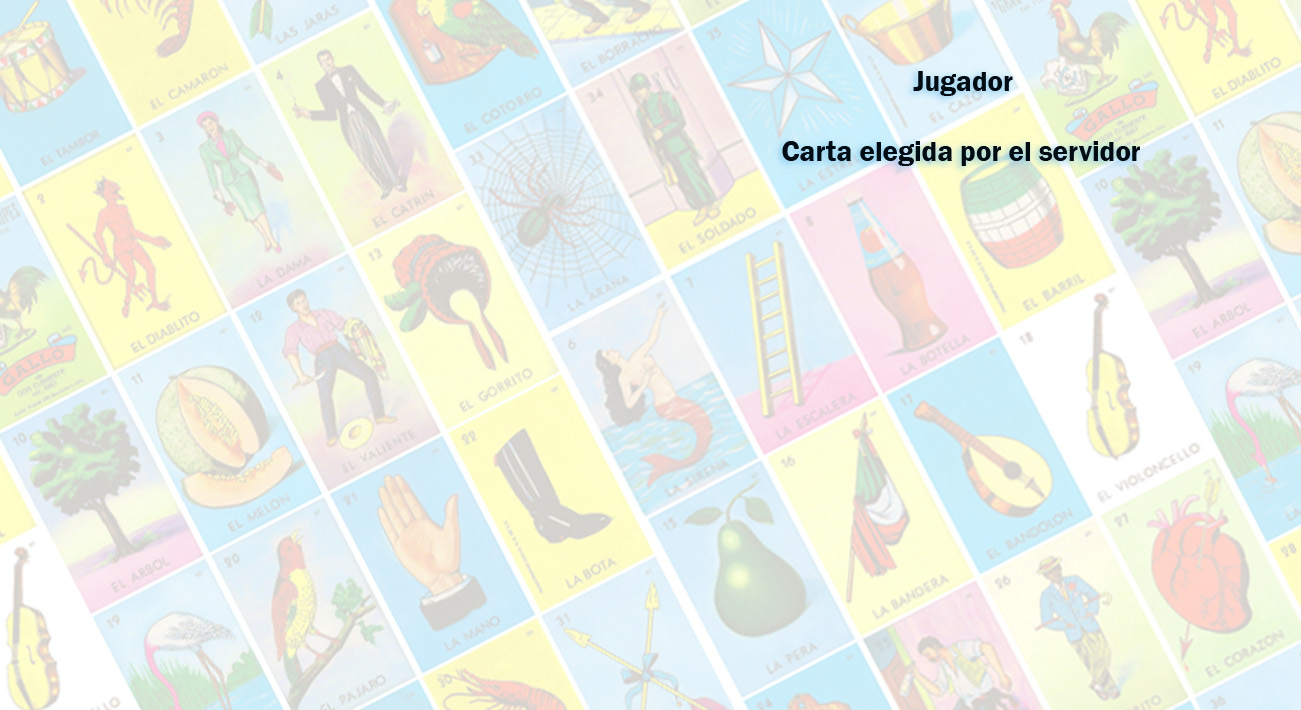 Jugador
Carta elegida por el servidor
LAS JARAS
EL CAMARON
EL TAMBOR
EL COTORRO
35
EL BORRACHO
34
EL CAZO
EL DIABLITO
GALLO
4
3
EL CATRIN
LA DAMA
33
LA ARAÑA
EL SOLDADO
LA ESTRELLA
11
10
2
EL DIABLITO
13
12
EL GORRITO
EL VALIENTE
6
LA SIRENA
7
LA ESCALERA
8
LA BOTELLA
EL BARRIL
18
EL ARBOL
GALLO
11
EL MELON
22
LA BOTA
21
LA MANO
15
LA PERA
16
LA BANDERA
17
EL BANDOLON
EL VIOLONCELLO
19
10
EL ARBOL
20
EL PAJARO
19
31
30
26
27
EL CORAZON
28
36